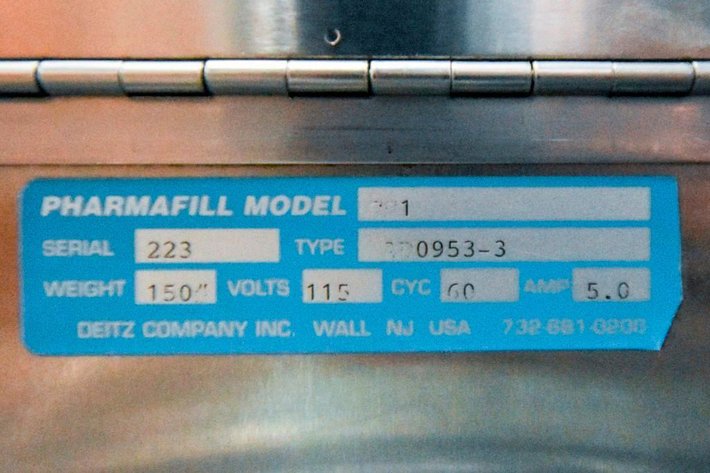 PHARMAFILL MODEL
SERIAL 223 TYPE
WEIGHT 150" VOLTS 115 CYC 60 AMP 5.0
DEITZ COMPANY INC. WALL NJ USA